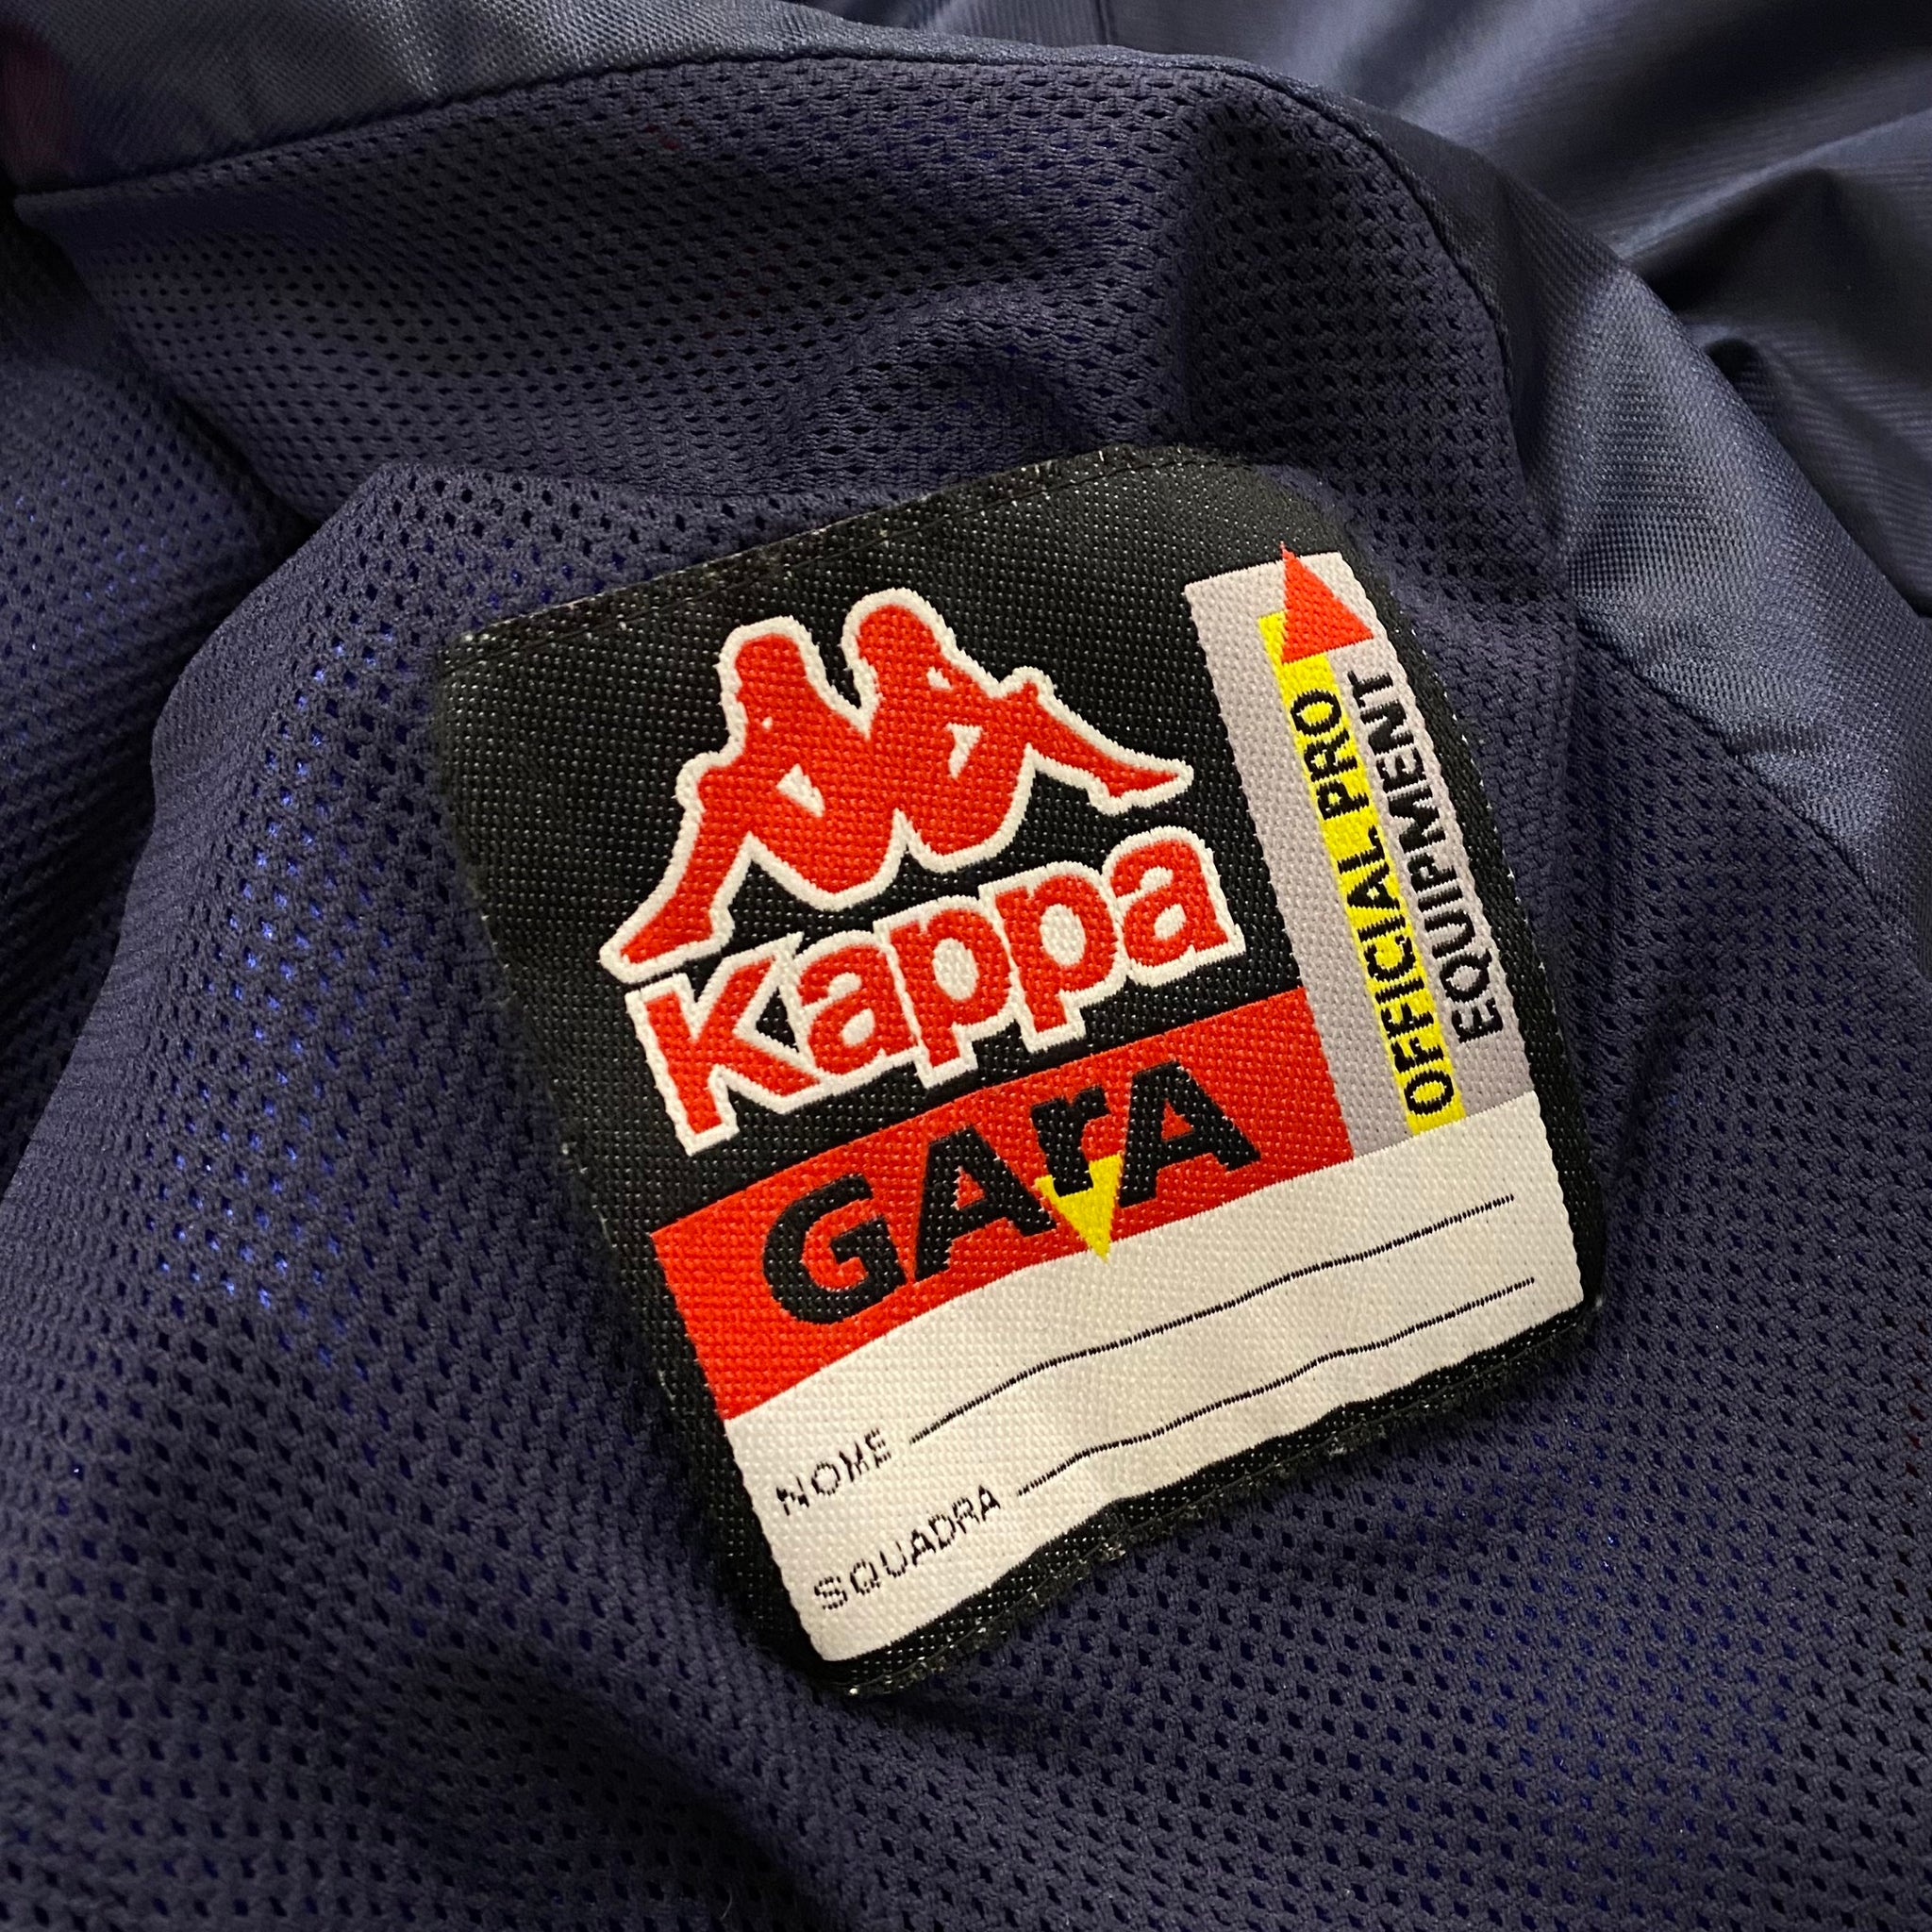 Kappa
GArA
OFFICIAL PRO
EQUIPMENT
NOME
SQUADRA